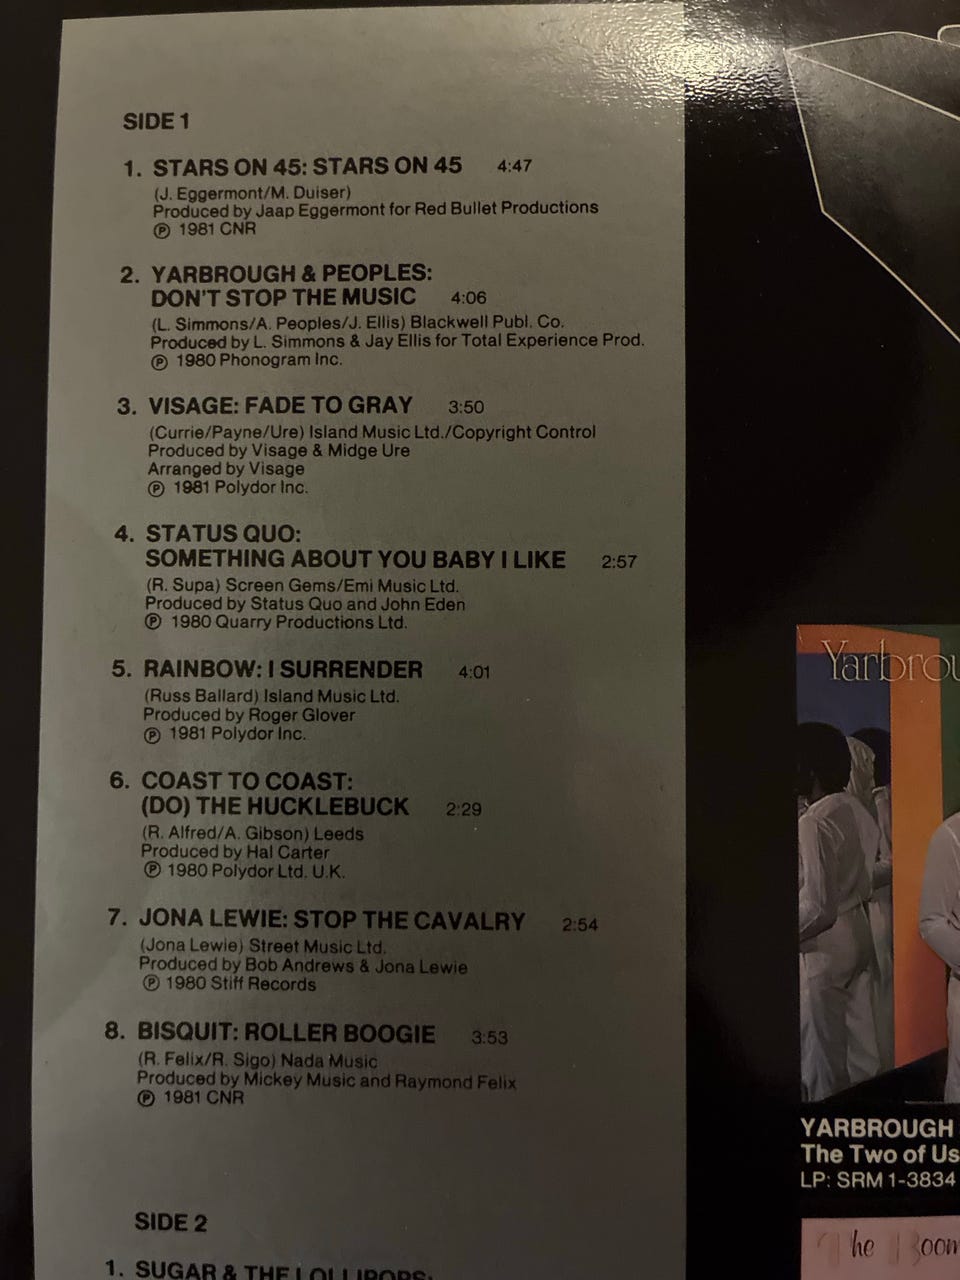 SIDE 1
1. STARS ON 45: STARS ON 45 4:47
(J. Eggermont/M. Duiser)
Produced by Jaap Eggermont for Red Bullet Productions
Ⓟ 1981 CNR
2. YARBROUGH & PEOPLES:
DON'T STOP THE MUSIC 4:06
(L. Simmons/A. Peoples/J. Ellis) Blackwell Publ. Co.
Produced by L. Simmons & Jay Ellis for Total Experience Prod.
Ⓟ 1980 Phonogram Inc.
3. VISAGE: FADE TO GRAY 3:50
(Currie/Payne/Ure) Island Music Ltd./Copyright Control
Produced by Visage & Midge Ure
Arranged by Visage
Ⓟ 1981 Polydor Inc.
4. STATUS QUO:
SOMETHING ABOUT YOU BABY I LIKE 2:57
(R. Supa) Screen Gems/Emi Music Ltd.
Produced by Status Quo and John Eden
Ⓟ 1980 Quarry Productions Ltd.
5. RAINBOW: I SURRENDER 4:01
(Russ Ballard) Island Music Ltd.
Produced by Roger Glover
Ⓟ 1981 Polydor Inc.
6. COAST TO COAST:
(DO) THE HUCKLEBUCK 2:29
(R. Alfred/A. Gibson) Leeds
Produced by Hal Carter
Ⓟ 1980 Polydor Ltd. U.K.
7. JONA LEWIE: STOP THE CAVALRY 2:54
(Jona Lewie) Street Music Ltd.
Produced by Bob Andrews & Jona Lewie
Ⓟ 1980 Stiff Records
8. BISQUIT: ROLLER BOOGIE 3:53
(R. Felix/R. Sigo) Nada Music
Produced by Mickey Music and Raymond Felix
Ⓟ 1981 CNR
SIDE 2
1. SUGAR & THE LOLLIPOPS:
Yarbrou
YARBROUGH
The Two of Us
LP: SRM 1-3834
The Boom